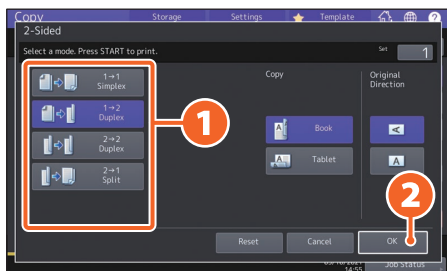 Copy Storage Settings Template
2-Sided
Select a mode. Press START to print. Set 1
1→1
Simplex
1→2
Duplex
2→2
Duplex
2→1
Split
Copy
A Book
A Tablet
Original
Direction
A
A
1
2
Reset Cancel OK
14:55 Job Status